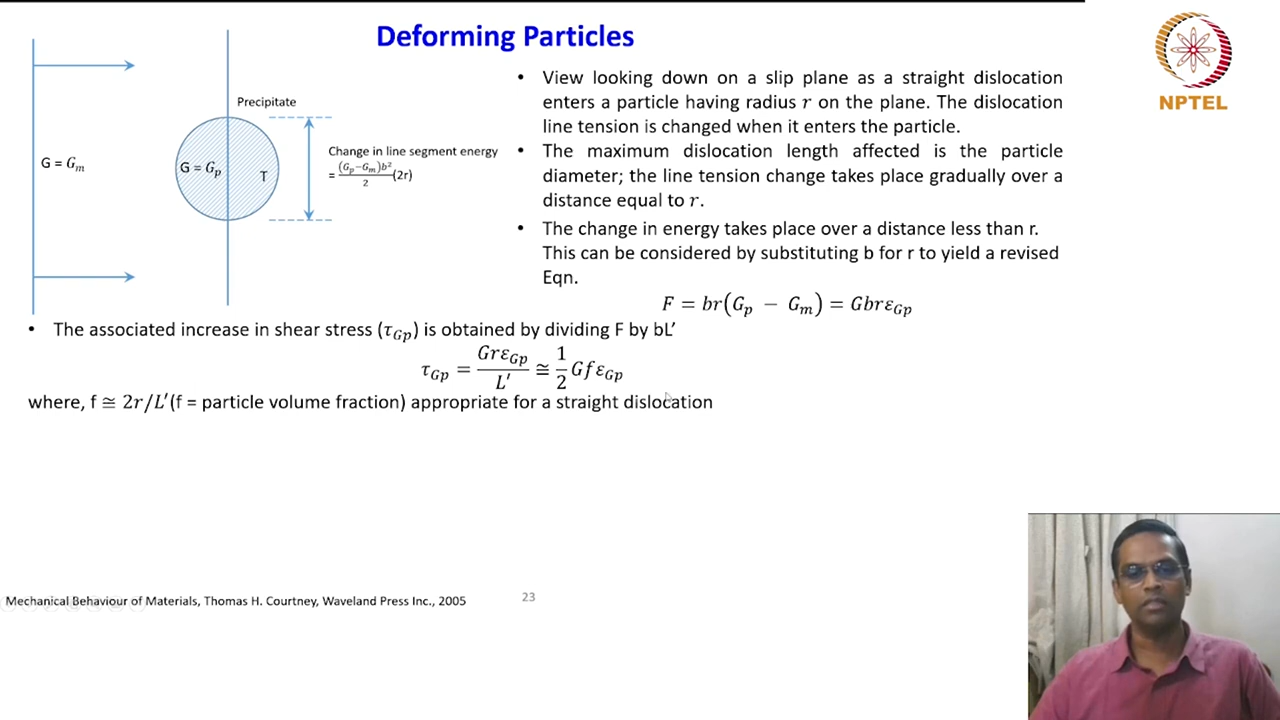 Deforming Particles
Precipitate
G = G_m
G = G_p
T
Change in line segment energy
= (G_p−G_m)b²/2 (2r)
• View looking down on a slip plane as a straight dislocation
enters a particle having radius r on the plane. The dislocation
line tension is changed when it enters the particle.
• The maximum dislocation length affected is the particle
diameter; the line tension change takes place gradually over a
distance equal to r.
• The change in energy takes place over a distance less than r.
This can be considered by substituting b for r to yield a revised
Eqn.
F = br(G_p − G_m) = Gbrε_Gp
• The associated increase in shear stress (τ_Gp) is obtained by dividing F by bL′
τ_Gp = Grε_Gp/L′ ≅ 1/2 Gfε_Gp
where, f ≅ 2r/L′(f = particle volume fraction) appropriate for a straight dislocation
Mechanical Behaviour of Materials, Thomas H. Courtney, Waveland Press Inc., 2005
23
NPTEL